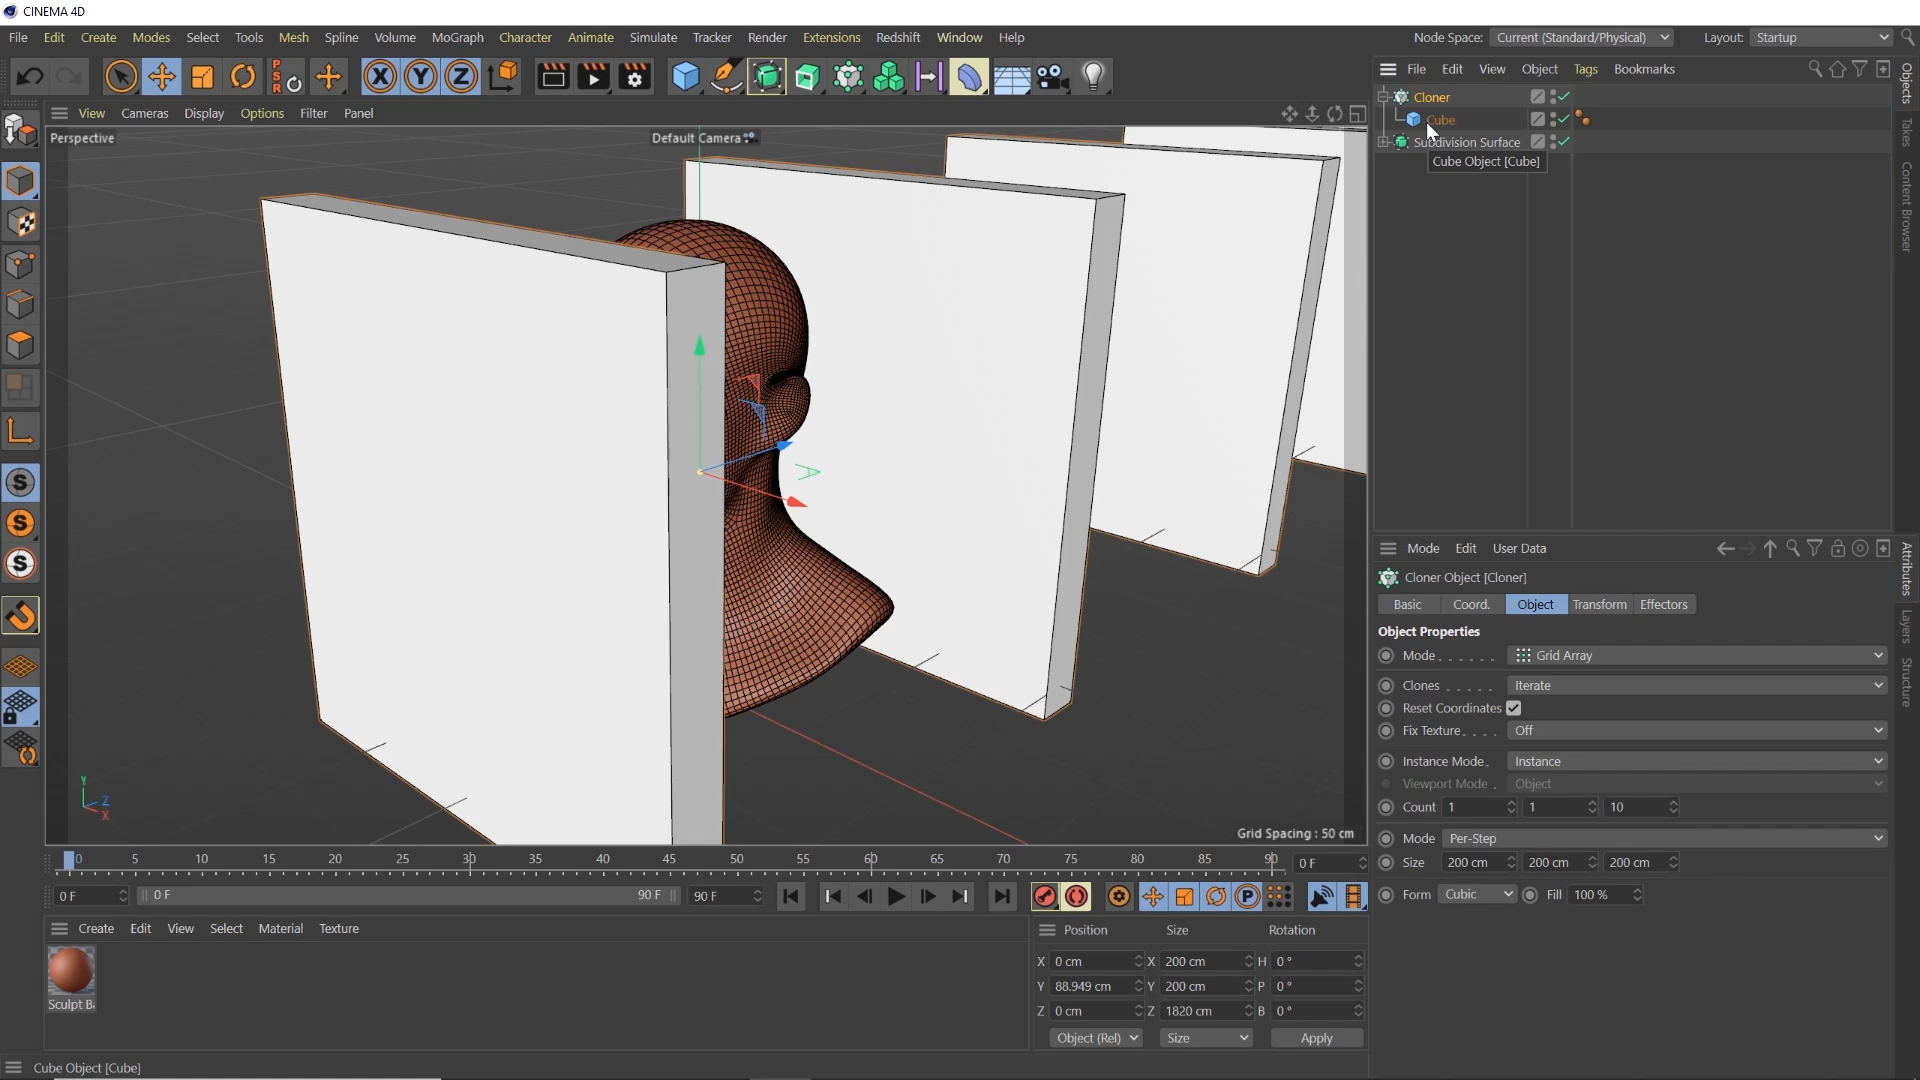 CINEMA 4D
File Edit Create Modes Select Tools Mesh Spline Volume MoGraph Character Animate Simulate Tracker Render Extensions Redshift Window Help Node Space: Current (Standard/Physical) Layout: Startup
P S R
X Y Z
File Edit View Object Tags Bookmarks
View Cameras Display Options Filter Panel
Perspective
Default Camera
Cloner
Cube
Subdivision Surface
Cube Object [Cube]
Objects
Takes
Content Browser
S
S
S
Y
Z
X
Grid Spacing : 50 cm
Mode Edit User Data
Cloner Object [Cloner]
Basic Coord. Object Transform Effectors
Object Properties
Mode Grid Array
Clones Iterate
Reset Coordinates
Fix Texture Off
Instance Mode Instance
Viewport Mode Object
Count 1 1 10
Mode Per-Step
Size 200 cm 200 cm 200 cm
Form Cubic Fill 100 %
Attributes
Layers
Structure
0 5 10 15 20 25 30 35 40 45 50 55 60 65 70 75 80 85 90 0 F
0 F 0 F 90 F 90 F
P
Create Edit View Select Material Texture
Sculpt Ba
Position Size Rotation
X 0 cm X 200 cm H 0 °
Y 88.949 cm Y 200 cm P 0 °
Z 0 cm Z 1820 cm B 0 °
Object (Rel) Size Apply
Cube Object [Cube]